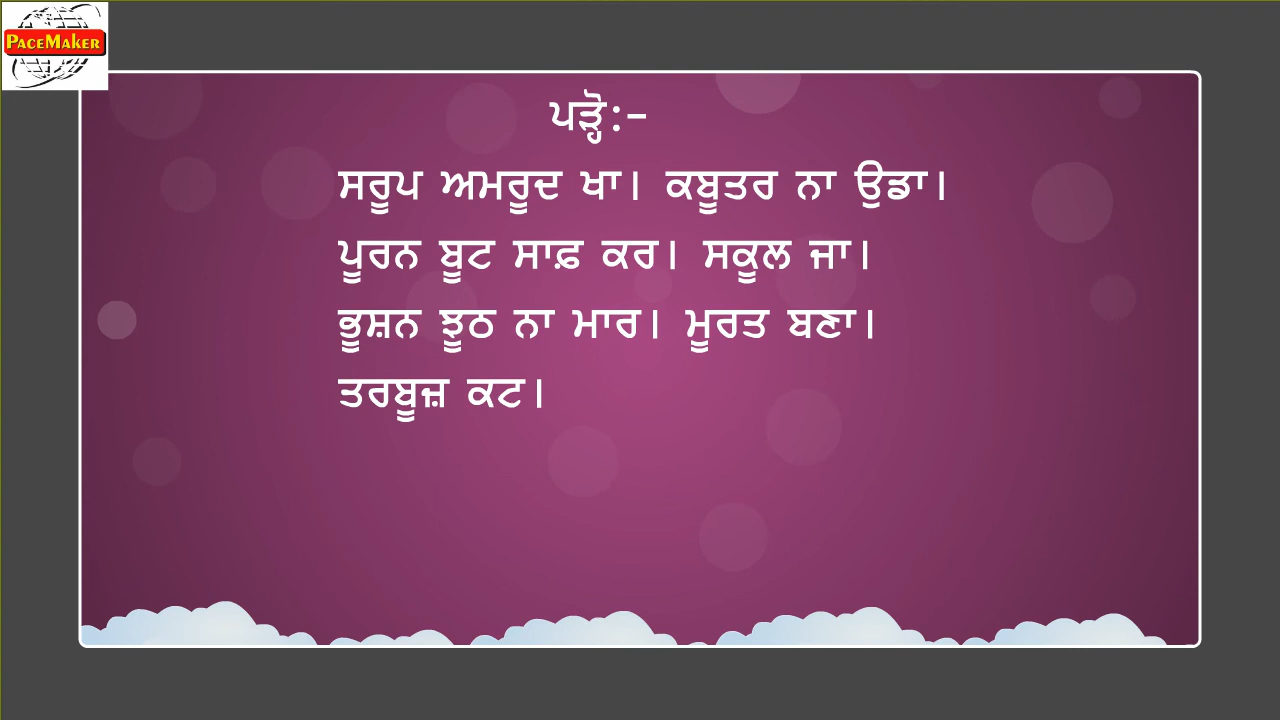 PACEMAKER
ਪੜ੍ਹੋ:-
ਸਰੂਪ ਅਮਰੂਦ ਖਾ। ਕਬੂਤਰ ਨਾ ਉਡਾ।
ਪੂਰਨ ਬੂਟ ਸਾਫ਼ ਕਰ। ਸਕੂਲ ਜਾ।
ਭੂਸ਼ਨ ਝੂਠ ਨਾ ਮਾਰ। ਮੂਰਤ ਬਣਾ।
ਤਰਬੂਜ਼ ਕਟ।